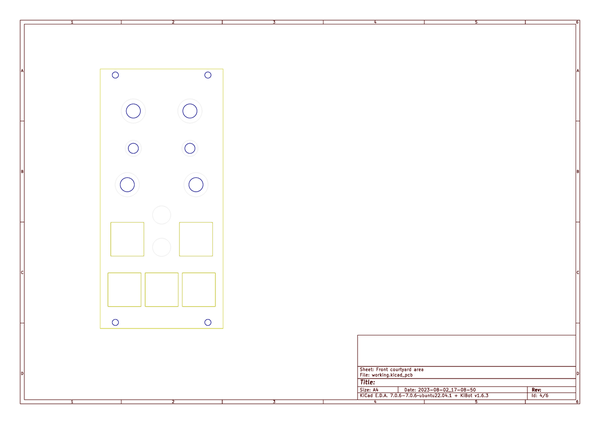 1 2 3 4 5 6
A A
B B
C C
D D
Sheet: Front courtyard area
File: working.kicad_pcb
Title:
Size: A4 Date: 2023-08-02_17-08-50 Rev:
KiCad E.D.A. 7.0.6-7.0.6~ubuntu22.04.1 + KiBot v1.6.3 Id: 4/6
1 2 3 4 5 6